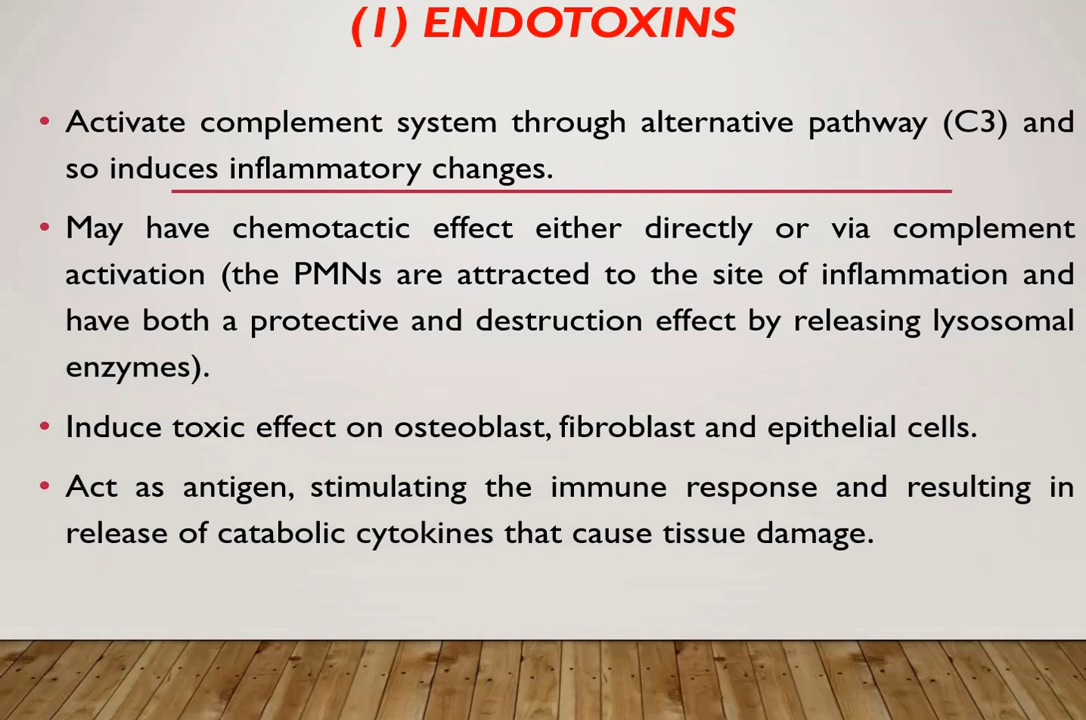 (1) ENDOTOXINS
• Activate complement system through alternative pathway (C3) and
so induces inflammatory changes.
• May have chemotactic effect either directly or via complement
activation (the PMNs are attracted to the site of inflammation and
have both a protective and destruction effect by releasing lysosomal
enzymes).
• Induce toxic effect on osteoblast, fibroblast and epithelial cells.
• Act as antigen, stimulating the immune response and resulting in
release of catabolic cytokines that cause tissue damage.